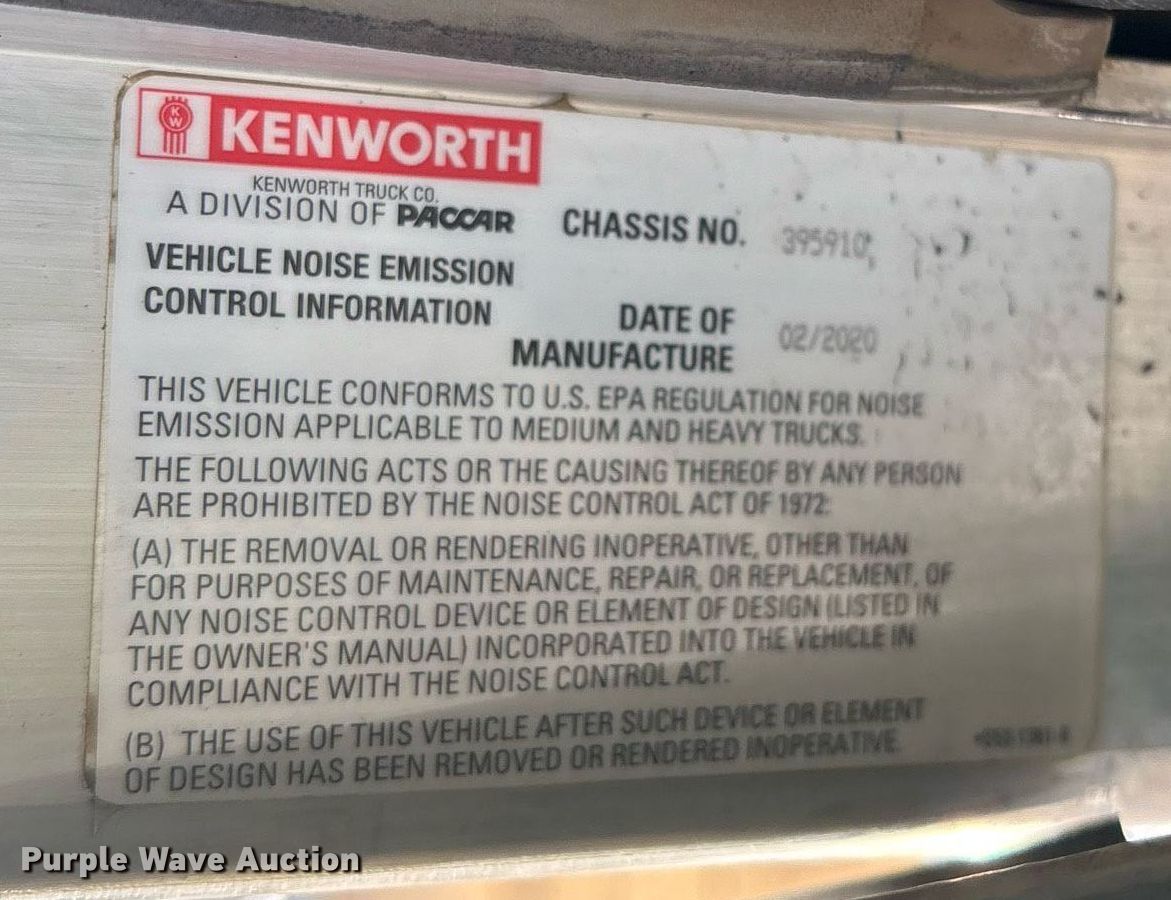 KW
KENWORTH
KENWORTH TRUCK CO.
A DIVISION OF PACCAR
CHASSIS NO. 395910
VEHICLE NOISE EMISSION
CONTROL INFORMATION
DATE OF
MANUFACTURE 02/2020
THIS VEHICLE CONFORMS TO U.S. EPA REGULATION FOR NOISE
EMISSION APPLICABLE TO MEDIUM AND HEAVY TRUCKS.
THE FOLLOWING ACTS OR THE CAUSING THEREOF BY ANY PERSON
ARE PROHIBITED BY THE NOISE CONTROL ACT OF 1972:
(A) THE REMOVAL OR RENDERING INOPERATIVE, OTHER THAN
FOR PURPOSES OF MAINTENANCE, REPAIR, OR REPLACEMENT, OF
ANY NOISE CONTROL DEVICE OR ELEMENT OF DESIGN (LISTED IN
THE OWNER'S MANUAL) INCORPORATED INTO THE VEHICLE IN
COMPLIANCE WITH THE NOISE CONTROL ACT.
(B) THE USE OF THIS VEHICLE AFTER SUCH DEVICE OR ELEMENT
OF DESIGN HAS BEEN REMOVED OR RENDERED INOPERATIVE.
Purple Wave Auction